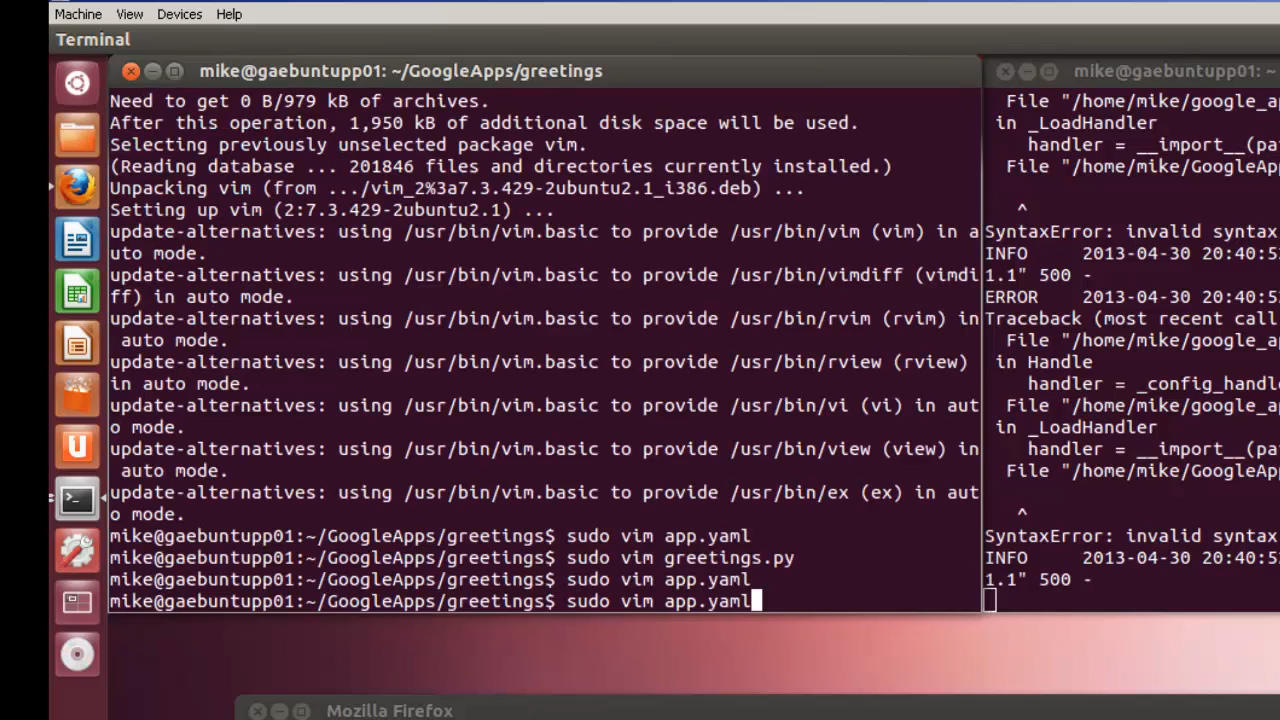 Machine View Devices Help
Terminal
mike@gaebuntupp01: ~/GoogleApps/greetings
Need to get 0 B/979 kB of archives.
After this operation, 1,950 kB of additional disk space will be used.
Selecting previously unselected package vim.
(Reading database ... 201846 files and directories currently installed.)
Unpacking vim (from .../vim_2%3a7.3.429-2ubuntu2.1_i386.deb) ...
Setting up vim (2:7.3.429-2ubuntu2.1) ...
update-alternatives: using /usr/bin/vim.basic to provide /usr/bin/vim (vim) in a
uto mode.
update-alternatives: using /usr/bin/vim.basic to provide /usr/bin/vimdiff (vimdi
ff) in auto mode.
update-alternatives: using /usr/bin/vim.basic to provide /usr/bin/rvim (rvim) in
 auto mode.
update-alternatives: using /usr/bin/vim.basic to provide /usr/bin/rview (rview)
in auto mode.
update-alternatives: using /usr/bin/vim.basic to provide /usr/bin/vi (vi) in aut
o mode.
update-alternatives: using /usr/bin/vim.basic to provide /usr/bin/view (view) in
 auto mode.
update-alternatives: using /usr/bin/vim.basic to provide /usr/bin/ex (ex) in aut
o mode.
mike@gaebuntupp01:~/GoogleApps/greetings$ sudo vim app.yaml
mike@gaebuntupp01:~/GoogleApps/greetings$ sudo vim greetings.py
mike@gaebuntupp01:~/GoogleApps/greetings$ sudo vim app.yaml
mike@gaebuntupp01:~/GoogleApps/greetings$ sudo vim app.yaml
mike@gaebuntupp01: ~
File "/home/mike/google_a
in _LoadHandler
handler = __import__(pa
File "/home/mike/GoogleAp
^
SyntaxError: invalid syntax
INFO 2013-04-30 20:40:5
1.1" 500 -
ERROR 2013-04-30 20:40:5
Traceback (most recent call
File "/home/mike/google_a
in Handle
handler = _config_handle
File "/home/mike/google_a
in _LoadHandler
handler = __import__(pa
File "/home/mike/GoogleAp
^
SyntaxError: invalid syntax
INFO 2013-04-30 20:40:5
1.1" 500 -
Mozilla Firefox